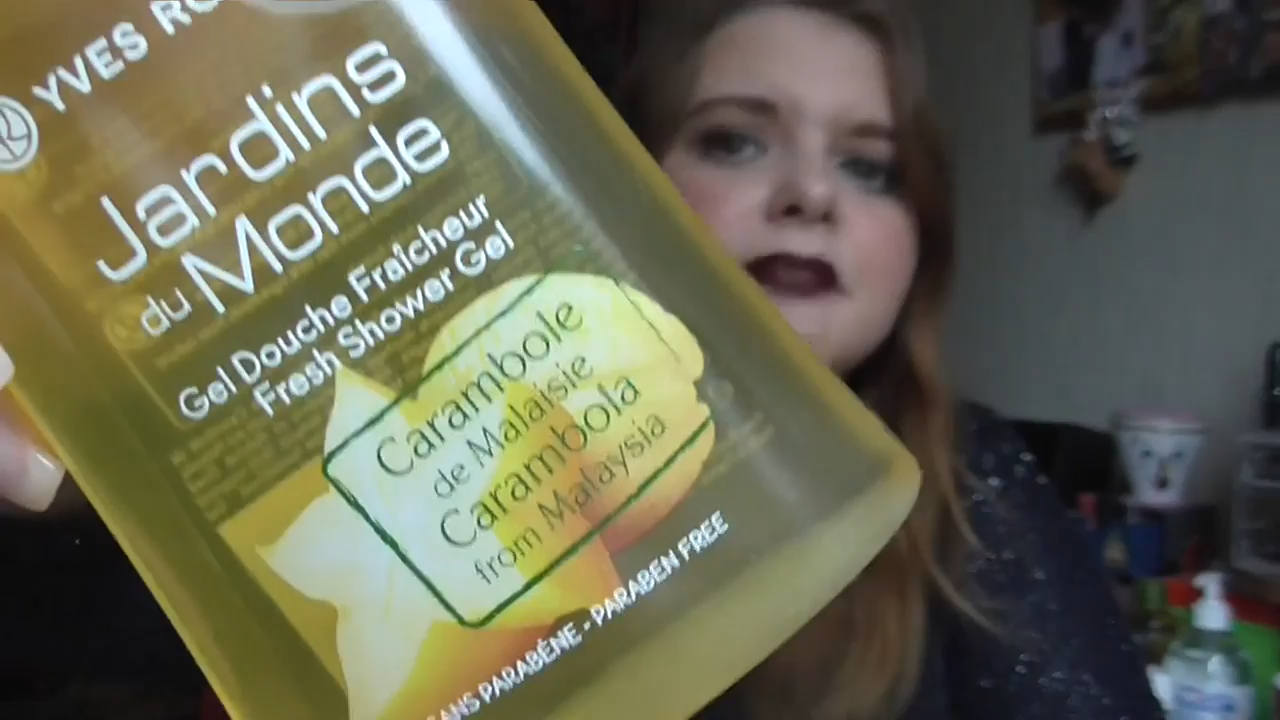 YVES RO
Jardins
du Monde
Gel Douche Fraîcheur
Fresh Shower Gel
Carambole
de Malaisie
Carambola
from Malaysia
SANS PARABÈNE - PARABEN FREE